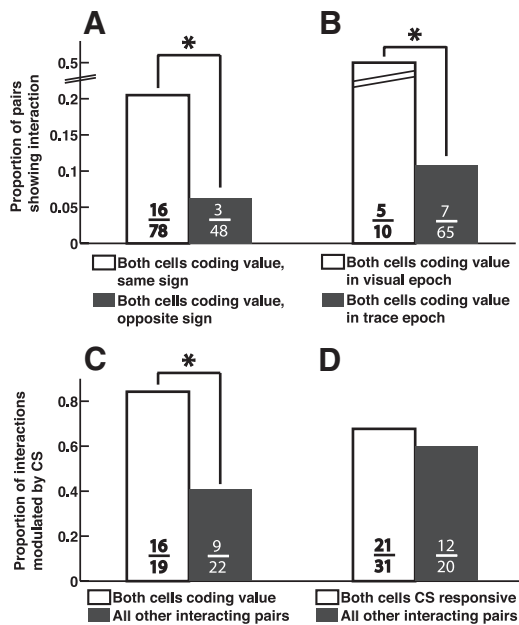 A
B
*
*
Proportion of pairs
showing interaction
0.5
0.2
0.1
0.05
0
16
78
3
48
5
10
7
65
Both cells coding value,
same sign
Both cells coding value,
opposite sign
Both cells coding value
in visual epoch
Both cells coding value
in trace epoch
C
D
*
Proportion of interactions
modulated by CS
0.8
0.6
0.4
0.2
0
16
19
9
22
21
31
12
20
Both cells coding value
All other interacting pairs
Both cells CS responsive
All other interacting pairs